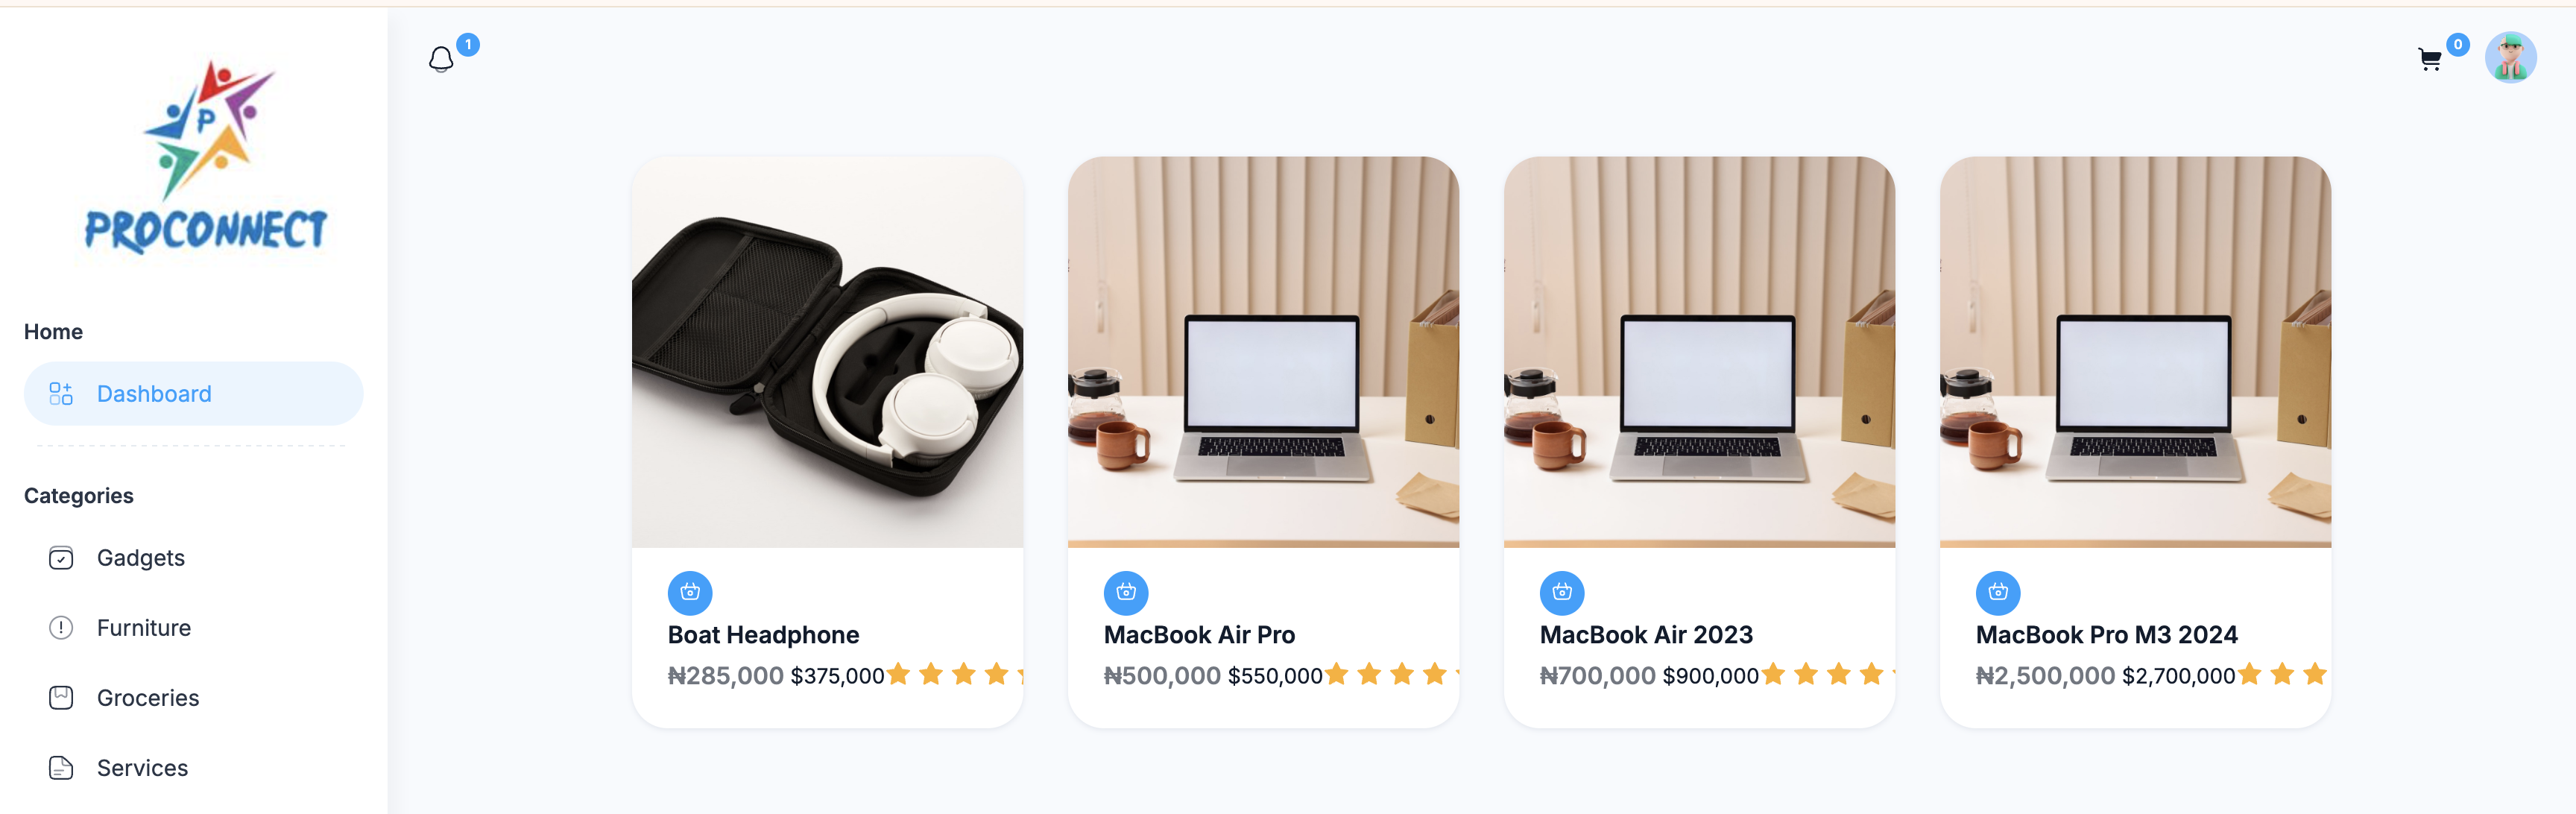 1
0
P
PROCONNECT
Home
Dashboard
Categories
Gadgets
Furniture
Groceries
Services
Boat Headphone
₦285,000 $375,000
MacBook Air Pro
₦500,000 $550,000
MacBook Air 2023
₦700,000 $900,000
MacBook Pro M3 2024
₦2,500,000 $2,700,000